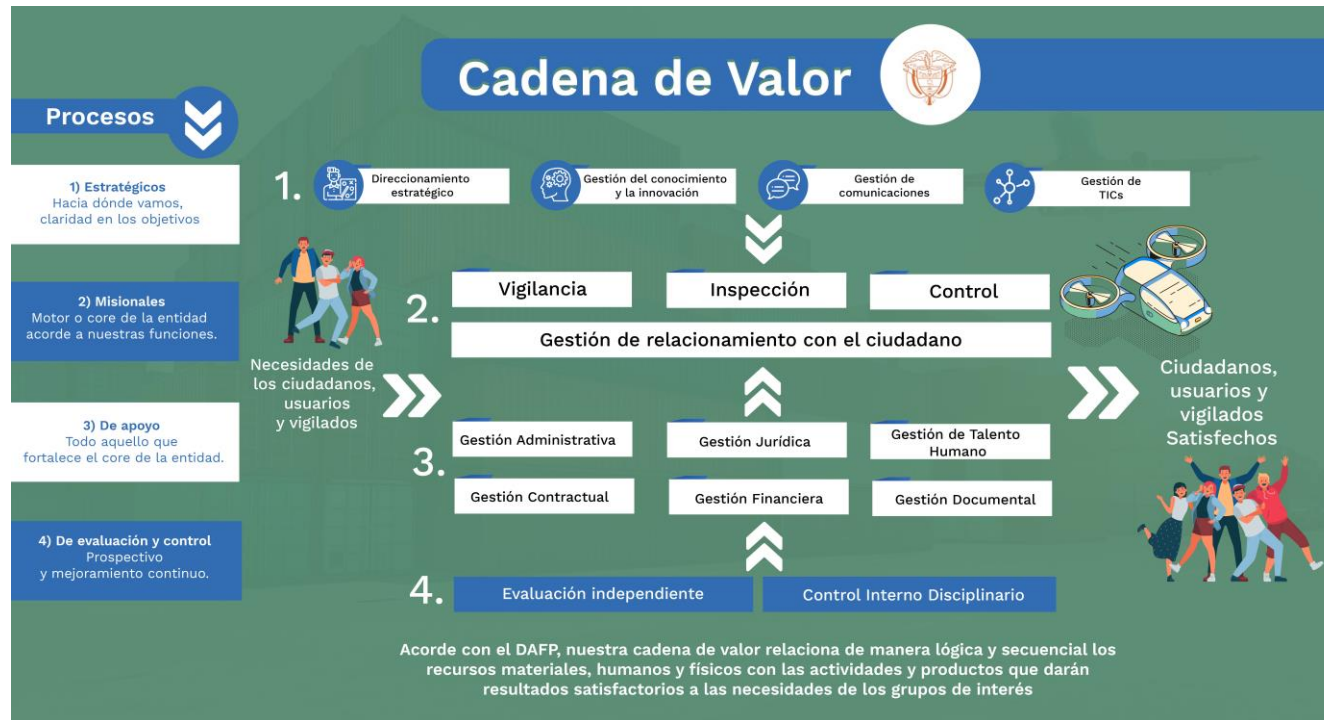 Cadena de Valor
Procesos
1) Estratégicos
Hacia dónde vamos,
claridad en los objetivos
2) Misionales
Motor o core de la entidad
acorde a nuestras funciones.
3) De apoyo
Todo aquello que
fortalece el core de la entidad.
4) De evaluación y control
Prospectivo
y mejoramiento continuo.
1.
Direccionamiento
estratégico
Gestión del conocimiento
y la innovación
Gestión de
comunicaciones
Gestión de
TICs
Necesidades de
los ciudadanos,
usuarios
y vigilados
2.
Vigilancia
Inspección
Control
Gestión de relacionamiento con el ciudadano
3.
Gestión Administrativa
Gestión Jurídica
Gestión de Talento
Humano
Gestión Contractual
Gestión Financiera
Gestión Documental
4.
Evaluación independiente
Control Interno Disciplinario
Ciudadanos,
usuarios y
vigilados
Satisfechos
Acorde con el DAFP, nuestra cadena de valor relaciona de manera lógica y secuencial los
recursos materiales, humanos y físicos con las actividades y productos que darán
resultados satisfactorios a las necesidades de los grupos de interés